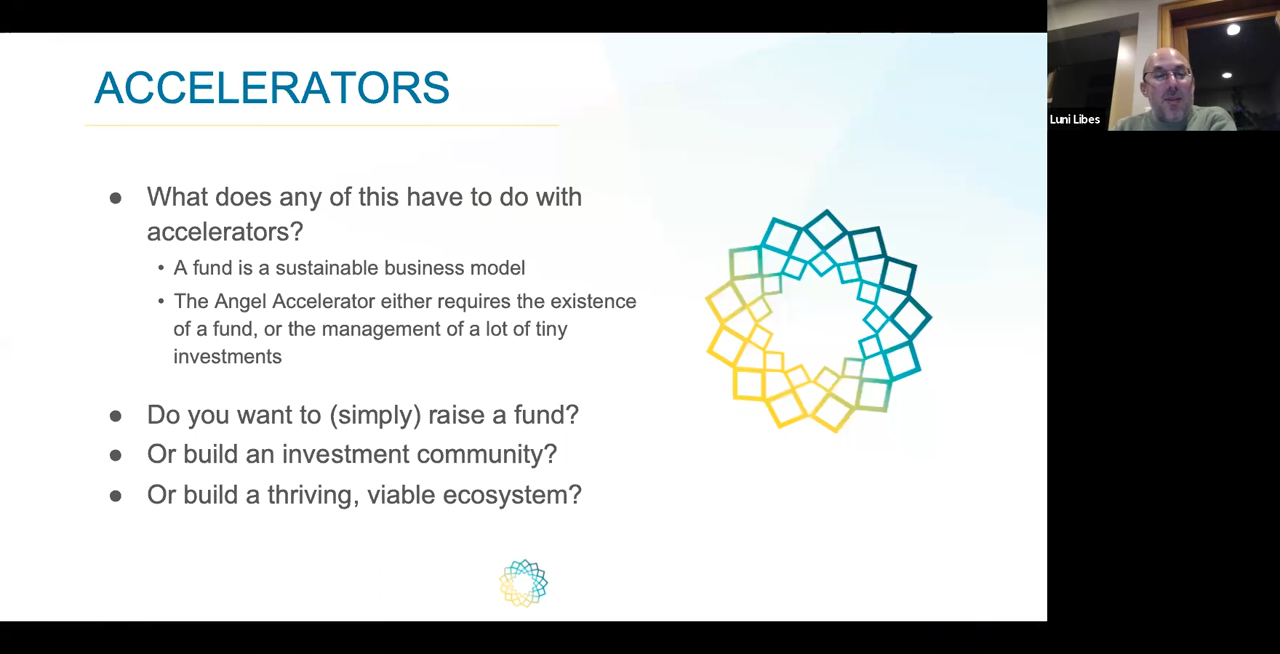 ACCELERATORS
● What does any of this have to do with
accelerators?
• A fund is a sustainable business model
• The Angel Accelerator either requires the existence
of a fund, or the management of a lot of tiny
investments
● Do you want to (simply) raise a fund?
● Or build an investment community?
● Or build a thriving, viable ecosystem?
Luni Libes